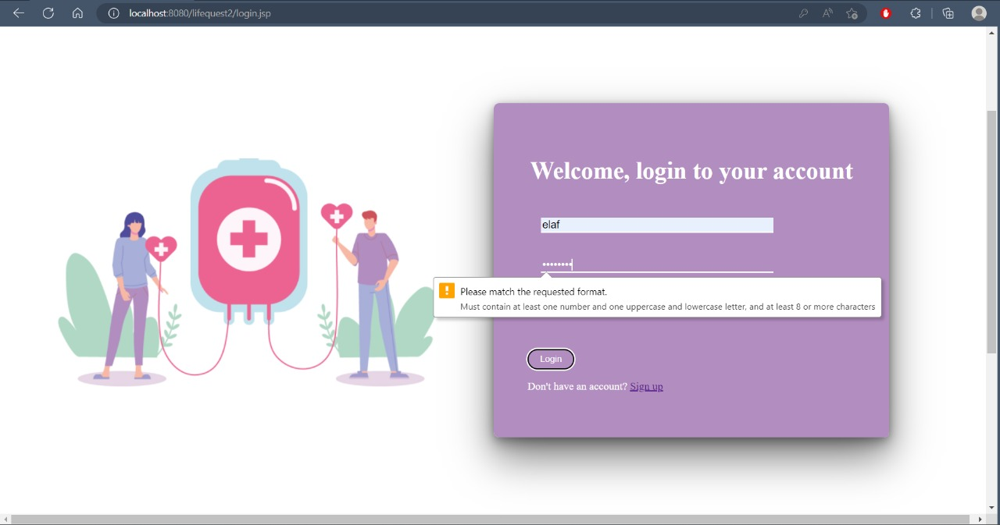 localhost:8080/lifequest2/login.jsp
Welcome, login to your account
elaf
••••••••
Please match the requested format.
Must contain at least one number and one uppercase and lowercase letter, and at least 8 or more characters
Login
Don't have an account? Sign up